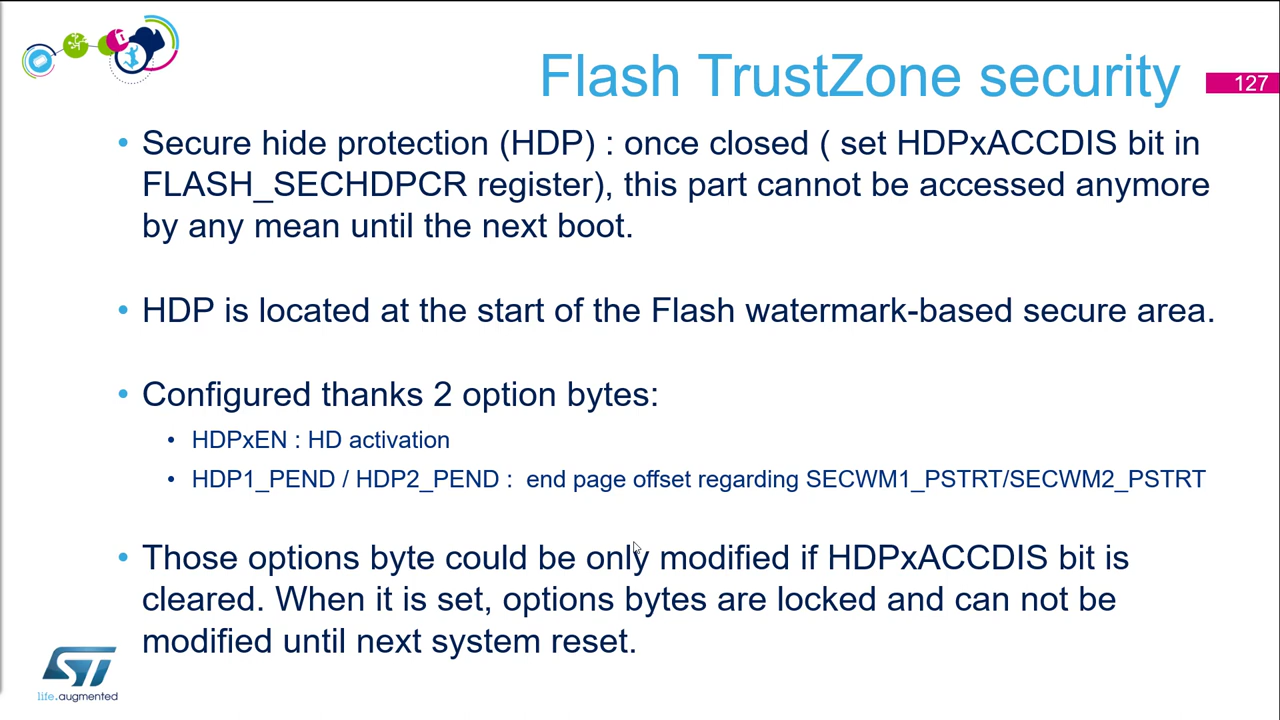 Flash TrustZone security
127
• Secure hide protection (HDP) : once closed ( set HDPxACCDIS bit in
FLASH_SECHDPCR register), this part cannot be accessed anymore
by any mean until the next boot.
• HDP is located at the start of the Flash watermark-based secure area.
• Configured thanks 2 option bytes:
• HDPxEN : HD activation
• HDP1_PEND / HDP2_PEND : end page offset regarding SECWM1_PSTRT/SECWM2_PSTRT
• Those options byte could be only modified if HDPxACCDIS bit is
cleared. When it is set, options bytes are locked and can not be
modified until next system reset.
ST
life.augmented